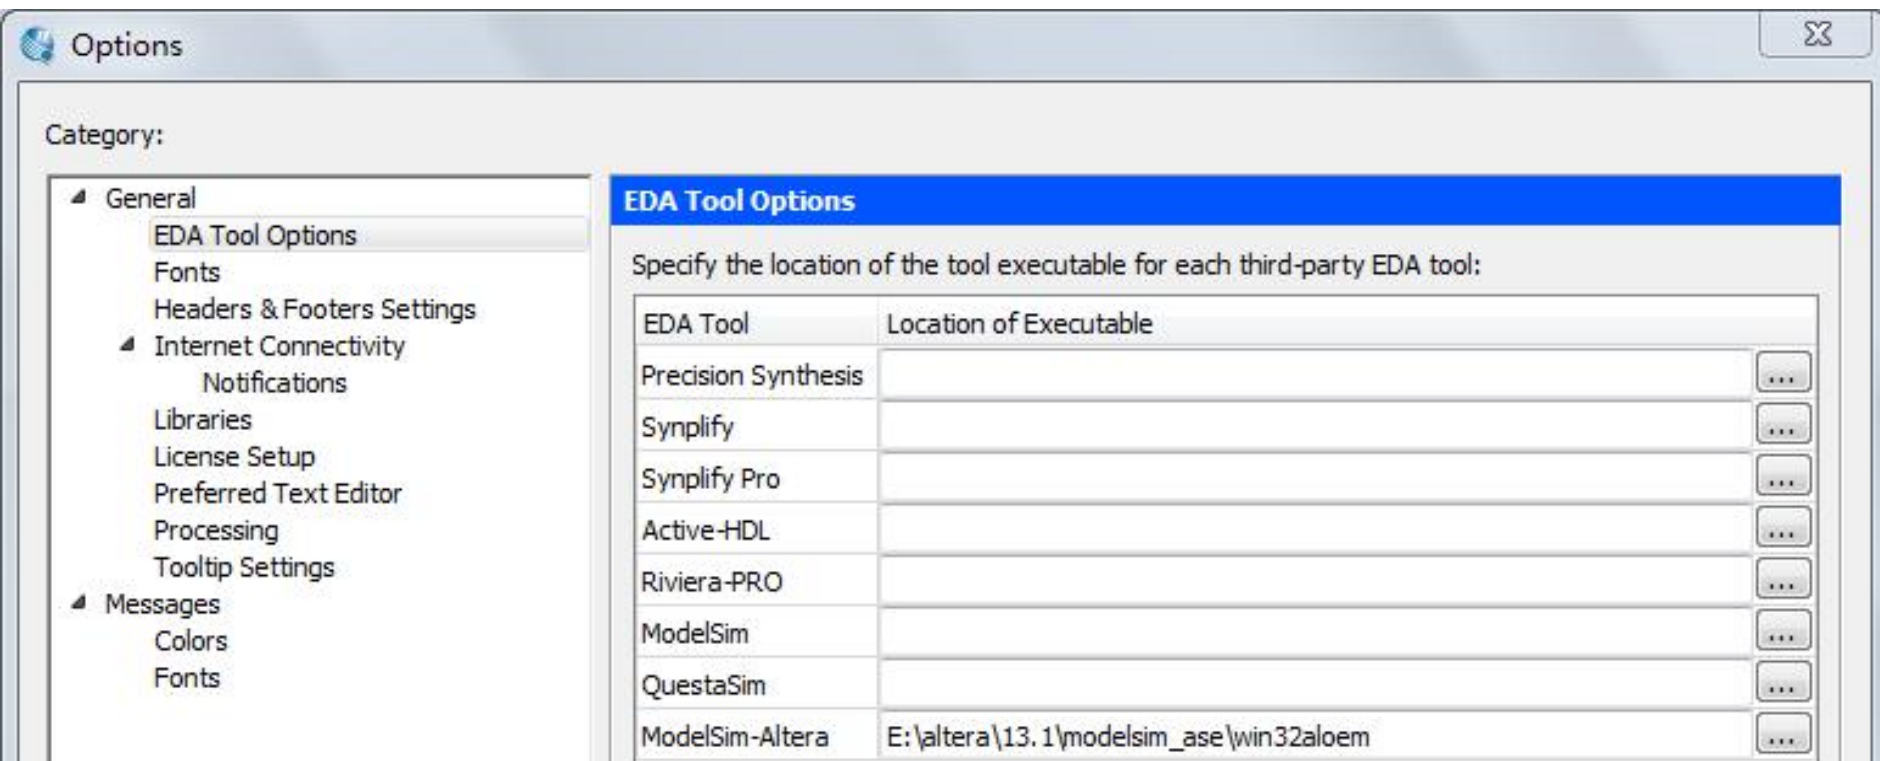 Options
Category:
General
EDA Tool Options
Fonts
Headers & Footers Settings
Internet Connectivity
Notifications
Libraries
License Setup
Preferred Text Editor
Processing
Tooltip Settings
Messages
Colors
Fonts
EDA Tool Options
Specify the location of the tool executable for each third-party EDA tool:
EDA Tool Location of Executable
Precision Synthesis ...
Synplify ...
Synplify Pro ...
Active-HDL ...
Riviera-PRO ...
ModelSim ...
QuestaSim ...
ModelSim-Altera E:\altera\13.1\modelsim_ase\win32aloem ...